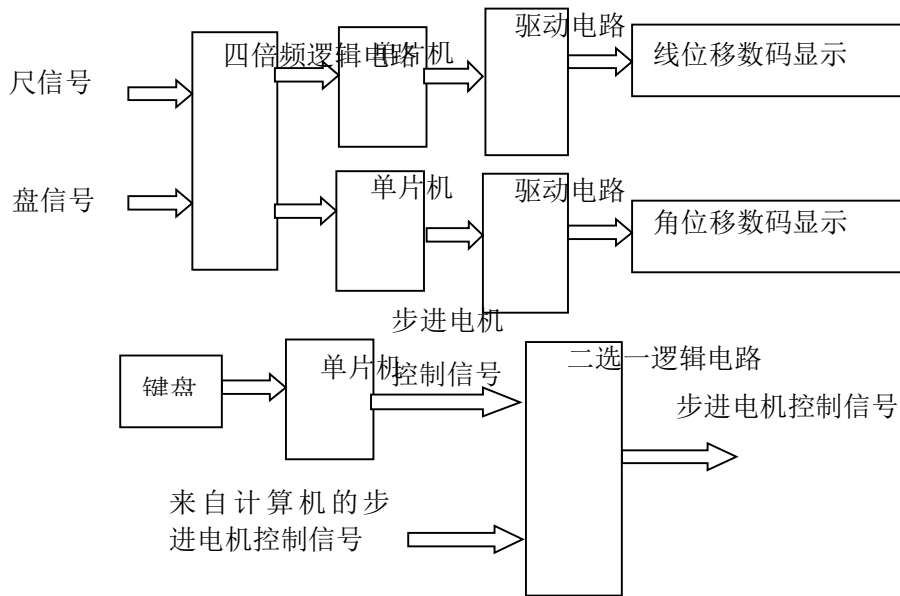 尺信号
四倍频逻辑电路
单片机
驱动电路
线位移数码显示
盘信号
单片机
驱动电路
角位移数码显示
键盘
单片机
步进电机
控制信号
二选一逻辑电路
步进电机控制信号
来自计算机的步
进电机控制信号